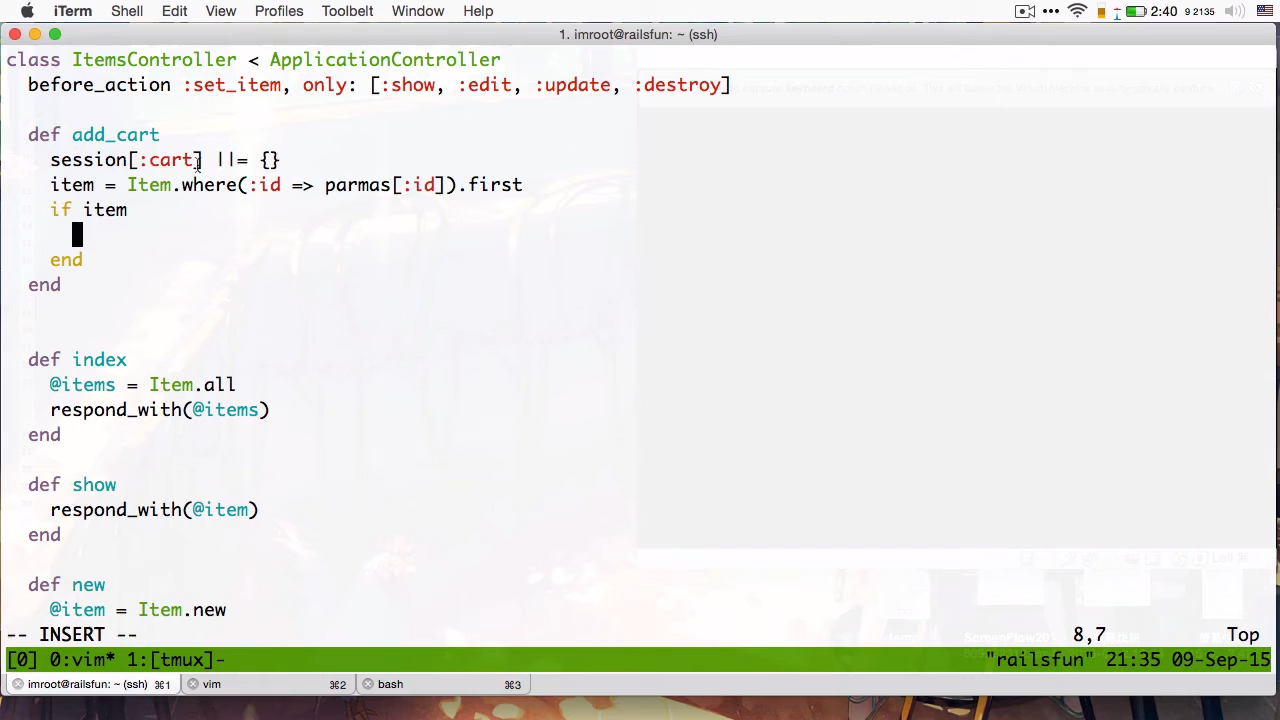 iTerm Shell Edit View Profiles Toolbelt Window Help 2:40 9 2135
1. imroot@railsfun: ~ (ssh)
class ItemsController < ApplicationController
  before_action :set_item, only: [:show, :edit, :update, :destroy]
  def add_cart
    session[:cart] ||= {}
    item = Item.where(:id => parmas[:id]).first
    if item
    end
  end
  def index
    @items = Item.all
    respond_with(@items)
  end
  def show
    respond_with(@item)
  end
  def new
    @item = Item.new
-- INSERT -- 8,7 Top
[0] 0:vim* 1:[tmux]- "railsfun" 21:35 09-Sep-15
imroot@railsfun: ~ (ssh) ⌘1 vim ⌘2 bash ⌘3